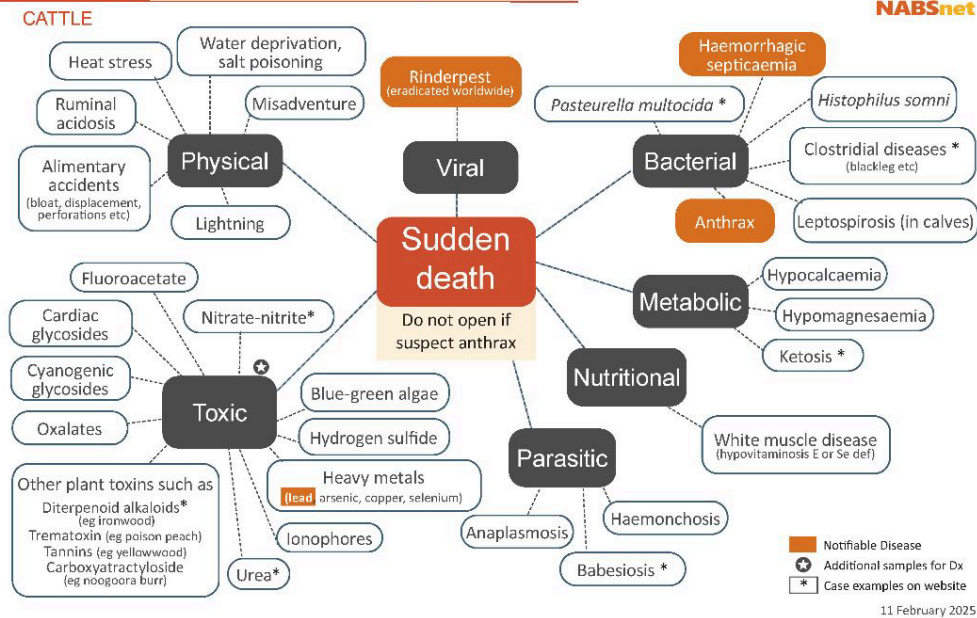 CATTLE
NABSnet
Heat stress
Water deprivation,
salt poisoning
Misadventure
Ruminal
acidosis
Physical
Alimentary
accidents
(bloat, displacement,
perforations etc)
Lightning
Rinderpest
(eradicated worldwide)
Viral
Haemorrhagic
septicaemia
Pasteurella multocida *
Histophilus somni
Bacterial
Clostridial diseases *
(blackleg etc)
Anthrax
Leptospirosis (in calves)
Sudden
death
Do not open if
suspect anthrax
Metabolic
Hypocalcaemia
Hypomagnesaemia
Ketosis *
Nutritional
White muscle disease
(hypovitaminosis E or Se def)
Parasitic
Anaplasmosis
Haemonchosis
Babesiosis *
Fluoroacetate
Cardiac
glycosides
Nitrate-nitrite*
Cyanogenic
glycosides
Toxic
Blue-green algae
Oxalates
Hydrogen sulfide
Heavy metals
(lead arsenic, copper, selenium)
Other plant toxins such as
Diterpenoid alkaloids*
(eg ironwood)
Trematoxin (eg poison peach)
Tannins (eg yellowwood)
Carboxyatractyloside
(eg noogoora burr)
Ionophores
Urea*
Notifiable Disease
Additional samples for Dx
* Case examples on website
11 February 2025